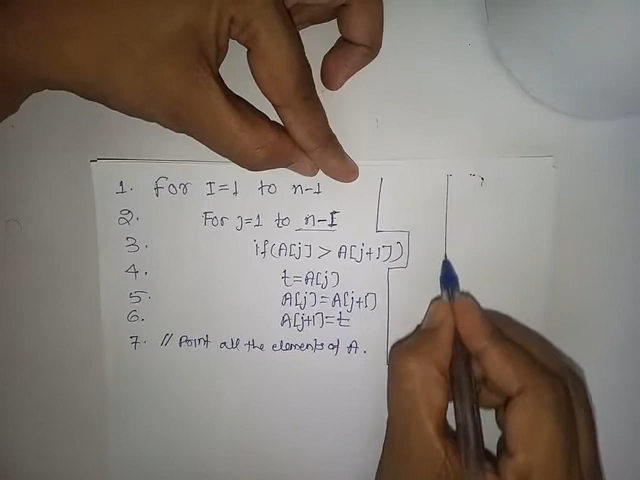 1. For I=1 to n-1
2. For j=1 to n-I
3. if(A[j] > A[j+1])
4. t=A[j]
5. A[j]=A[j+1]
6. A[j+1]=t
7. // Print all the elements of A.